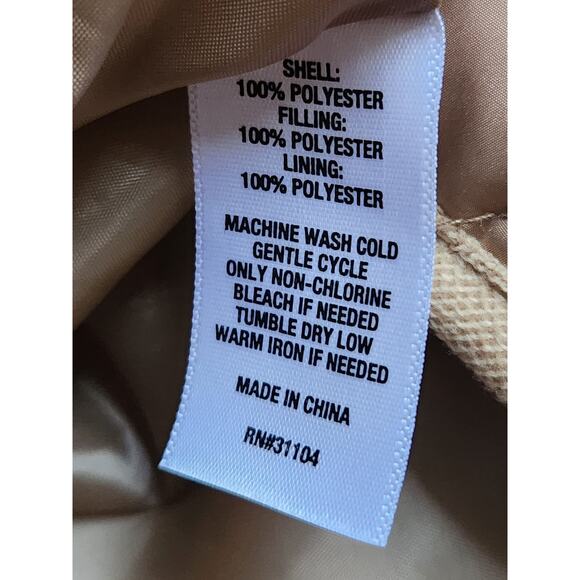 SHELL:
100% POLYESTER
FILLING:
100% POLYESTER
LINING:
100% POLYESTER
MACHINE WASH COLD
GENTLE CYCLE
ONLY NON-CHLORINE
BLEACH IF NEEDED
TUMBLE DRY LOW
WARM IRON IF NEEDED
MADE IN CHINA
RN#31104